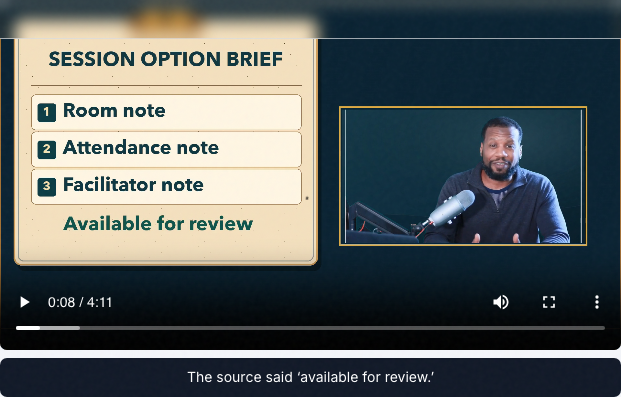 SESSION OPTION BRIEF
1 Room note
2 Attendance note
3 Facilitator note
Available for review
0:08 / 4:11
The source said ‘available for review.’